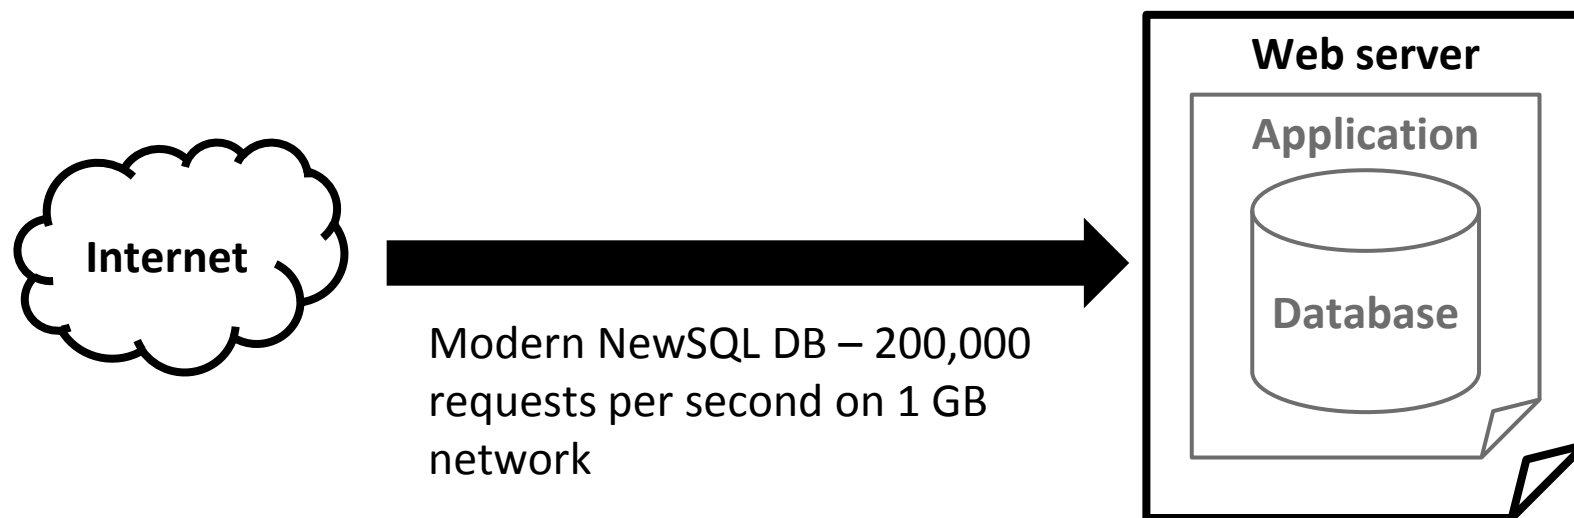 Web server
Application
Internet
Database
Modern NewSQL DB – 200,000
requests per second on 1 GB
network